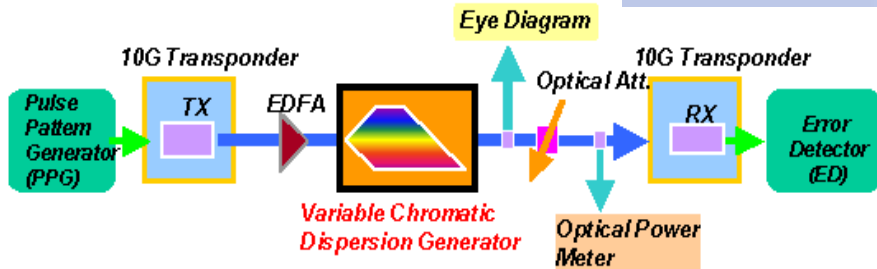 Eye Diagram
10G Transponder
10G Transponder
Optical Att.
Pulse
Pattern
Generator
(PPG)
TX
EDFA
RX
Error
Detector
(ED)
Variable Chromatic
Dispersion Generator
Optical Power
Meter